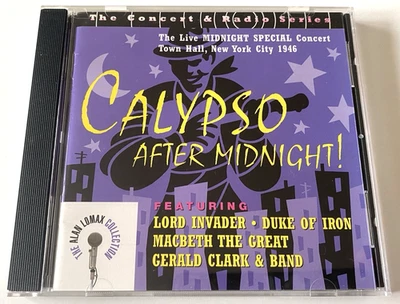 The Concert & Radio Series
The Live MIDNIGHT SPECIAL Concert
Town Hall, New York City 1946
CALYPSO
AFTER MIDNIGHT!
FEATURING
LORD INVADER • DUKE OF IRON
MACBETH THE GREAT
GERALD CLARK & BAND
THE ALAN LOMAX COLLECTION